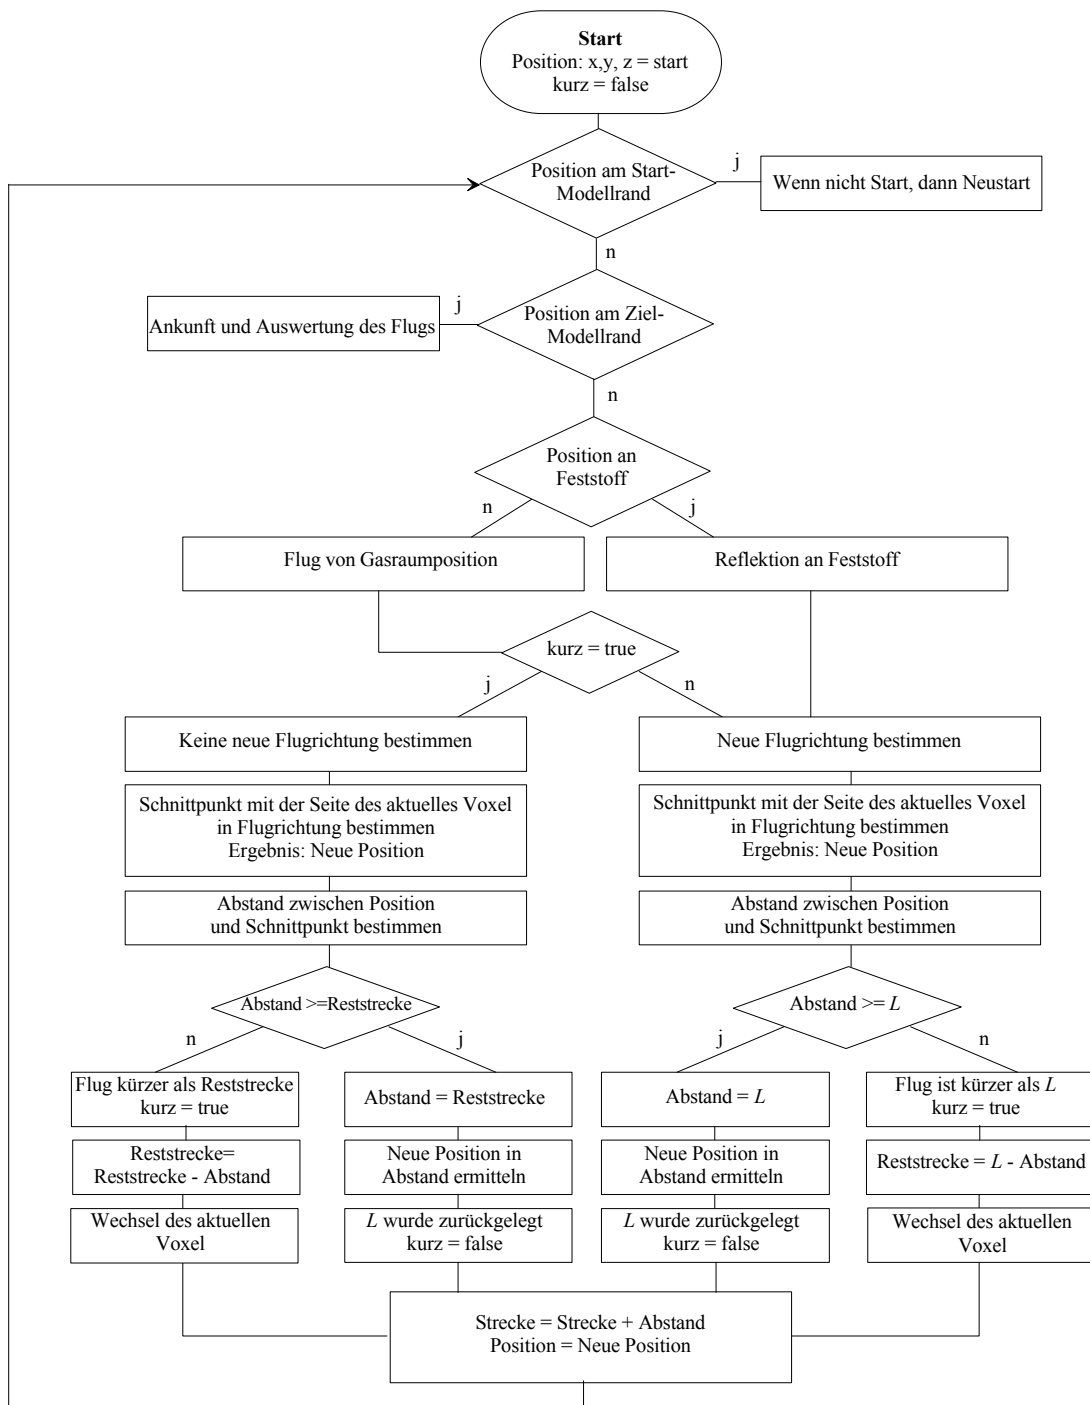 Start
Position: x,y, z = start
kurz = false
Position am Start-
Modellrand
j
Wenn nicht Start, dann Neustart
n
Position am Ziel-
Modellrand
j
Ankunft und Auswertung des Flugs
n
Position an
Feststoff
n
j
Flug von Gasraumposition
Reflektion an Feststoff
kurz = true
j
n
Keine neue Flugrichtung bestimmen
Neue Flugrichtung bestimmen
Schnittpunkt mit der Seite des aktuelles Voxel
in Flugrichtung bestimmen
Ergebnis: Neue Position
Schnittpunkt mit der Seite des aktuelles Voxel
in Flugrichtung bestimmen
Ergebnis: Neue Position
Abstand zwischen Position
und Schnittpunkt bestimmen
Abstand zwischen Position
und Schnittpunkt bestimmen
Abstand >=Reststrecke
Abstand >= L
n
j
j
n
Flug kürzer als Reststrecke
kurz = true
Abstand = Reststrecke
Abstand = L
Flug ist kürzer als L
kurz = true
Reststrecke=
Reststrecke - Abstand
Neue Position in
Abstand ermitteln
Neue Position in
Abstand ermitteln
Reststrecke = L - Abstand
Wechsel des aktuellen
Voxel
L wurde zurückgelegt
kurz = false
L wurde zurückgelegt
kurz = false
Wechsel des aktuellen
Voxel
Strecke = Strecke + Abstand
Position = Neue Position